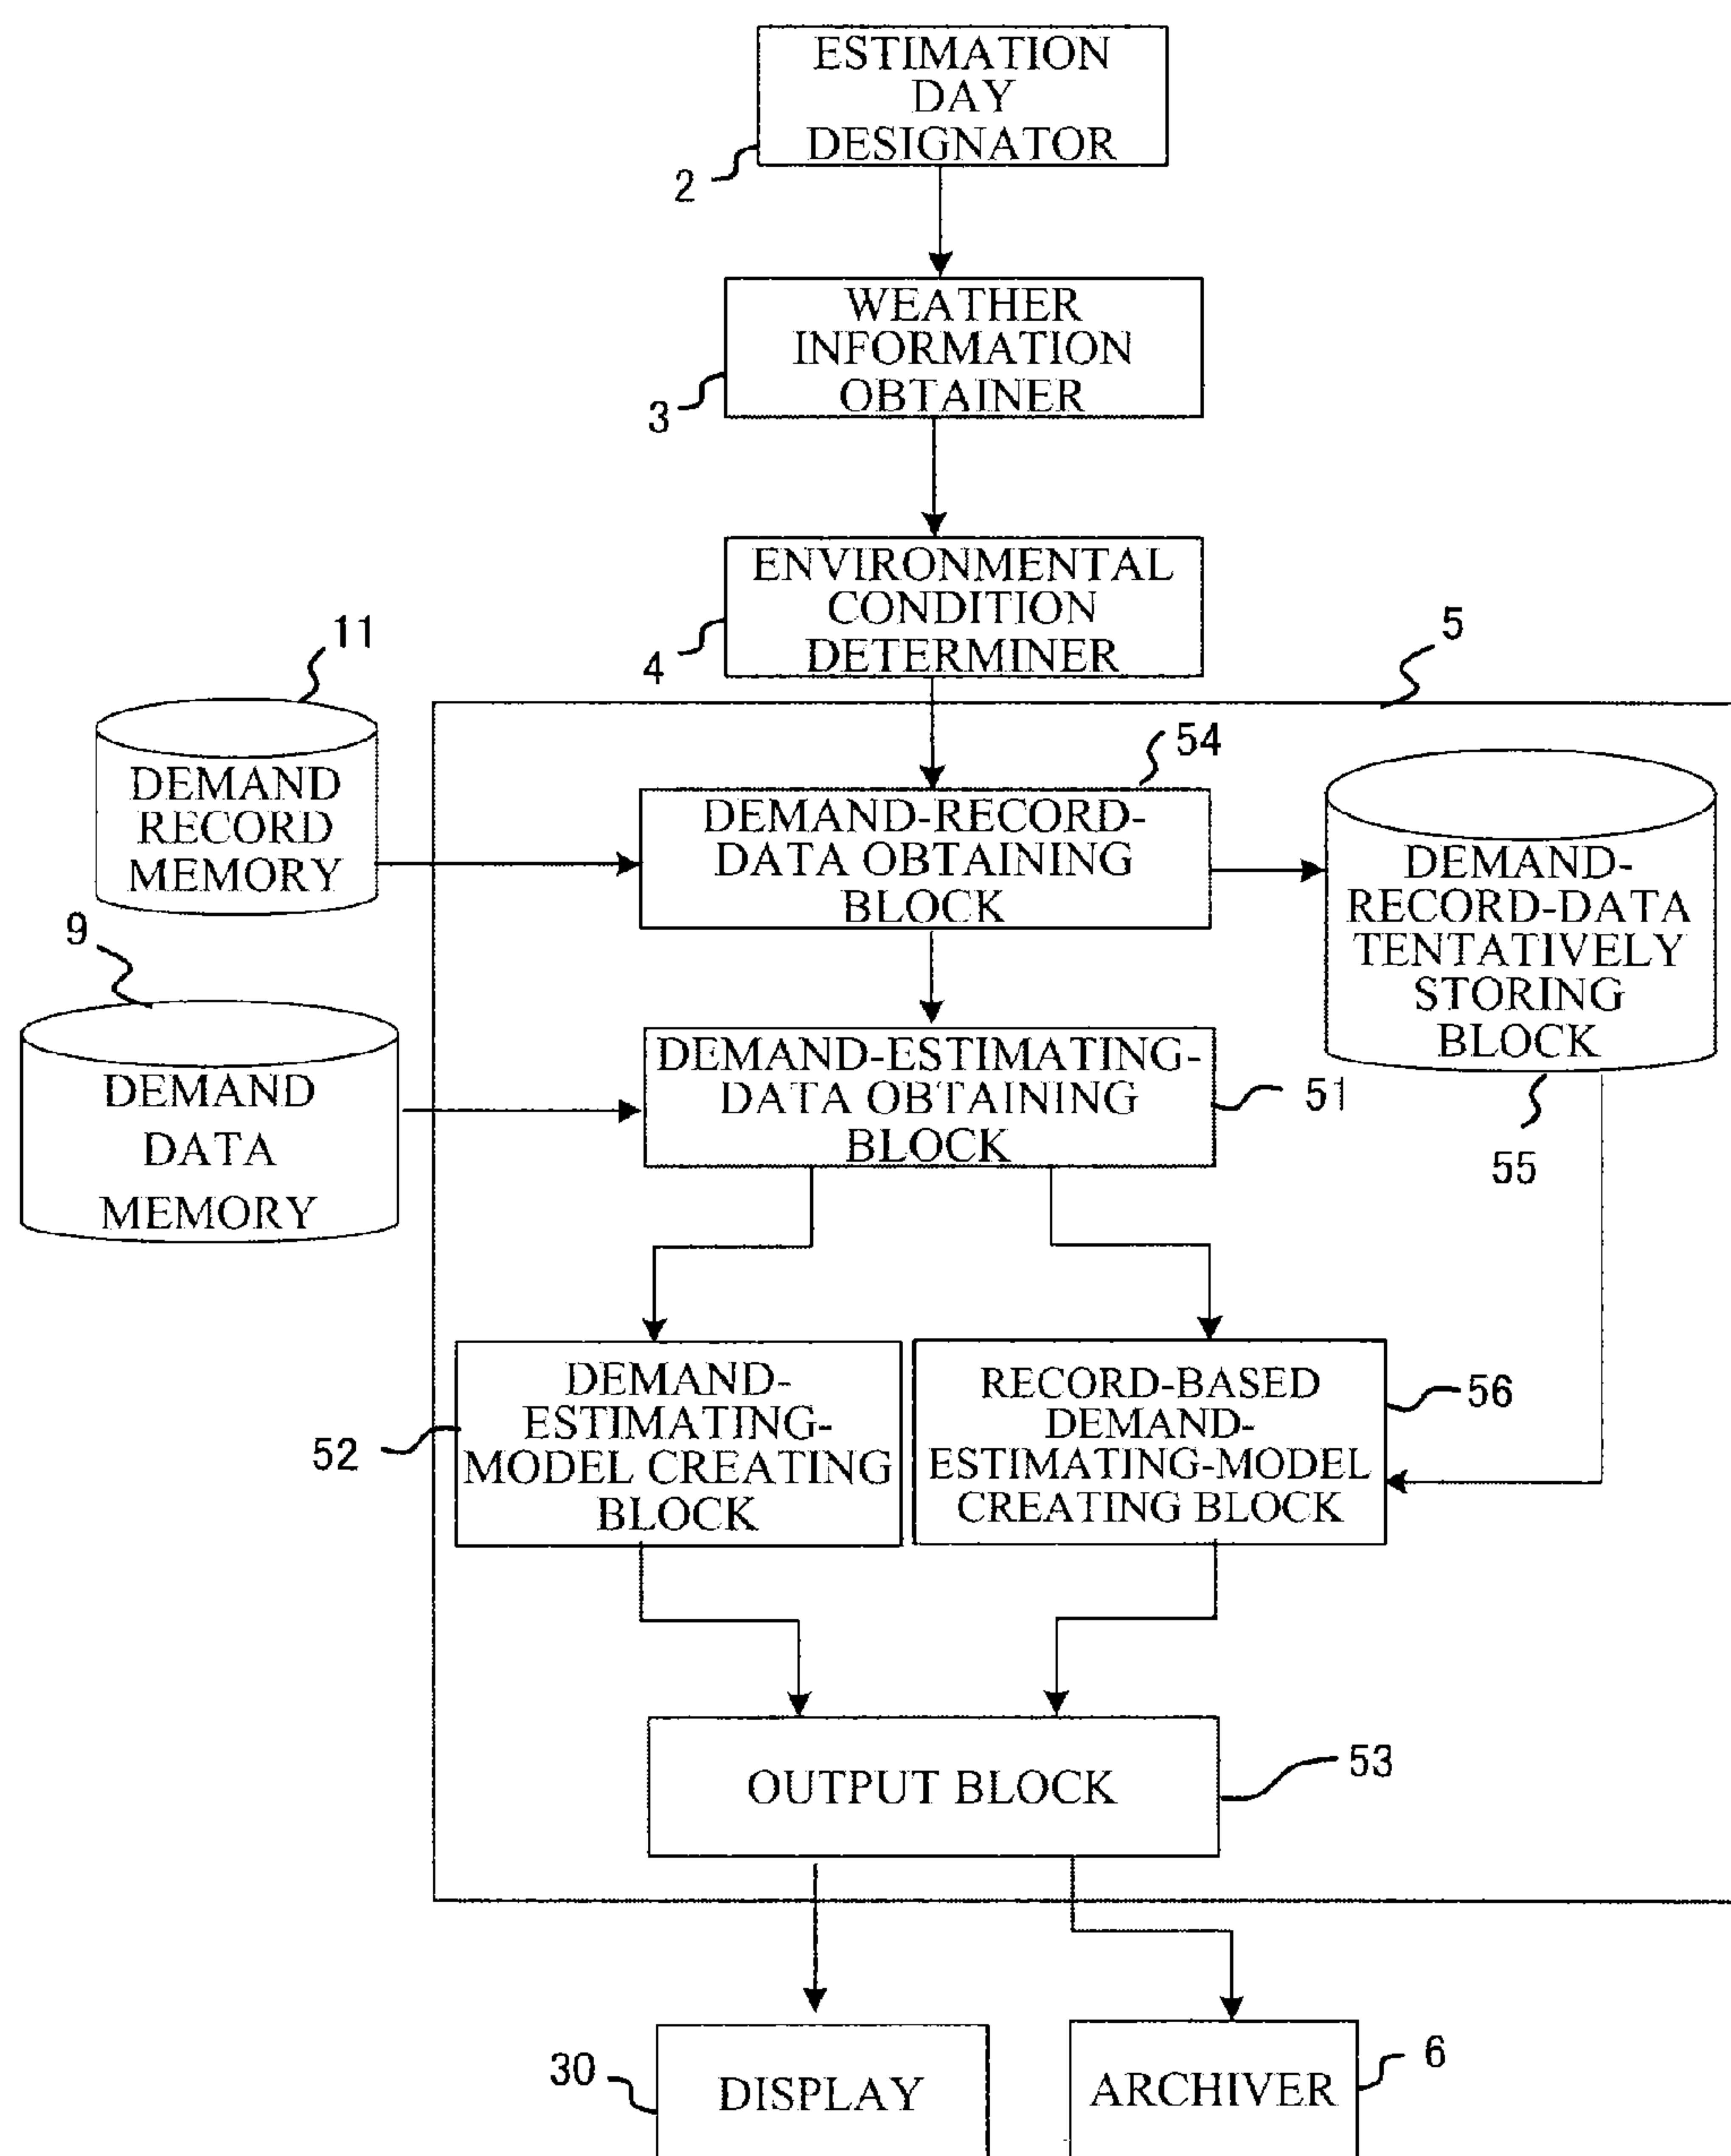 ESTIMATION
DAY
DESIGNATOR
2
WEATHER
INFORMATION
OBTAINER
3
ENVIRONMENTAL
CONDITION
DETERMINER
4
5
11
DEMAND
RECORD
MEMORY
54
DEMAND-RECORD-
DATA OBTAINING
BLOCK
DEMAND-
RECORD-DATA
TENTATIVELY
STORING
BLOCK
55
9
DEMAND
DATA
MEMORY
DEMAND-ESTIMATING-
DATA OBTAINING
BLOCK
51
DEMAND-
ESTIMATING-
MODEL CREATING
BLOCK
52
RECORD-BASED
DEMAND-
ESTIMATING-MODEL
CREATING BLOCK
56
OUTPUT BLOCK
53
30
DISPLAY
ARCHIVER
6